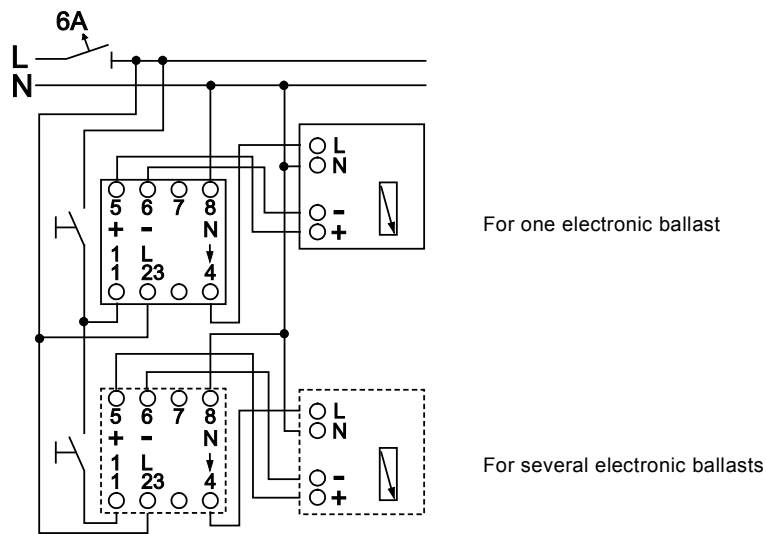 6A
L
N
L
N
-
+
5 6 7 8
+ - N
1 L
1 23 4
For one electronic ballast
5 6 7 8
+ - N
1 L
1 23 4
L
N
-
+
For several electronic ballasts